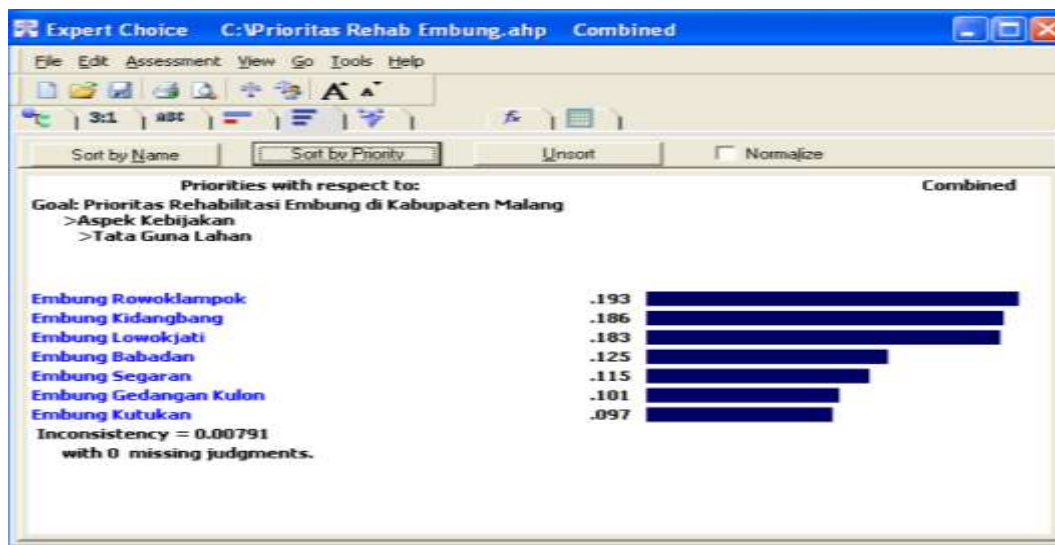 Expert Choice C:\Prioritas Rehab Embung.ahp Combined
File Edit Assessment View Go Tools Help
A A
3:1 ABC fx
Sort by Name Sort by Priority Unsort Normalize
Priorities with respect to: Combined
Goal: Prioritas Rehabilitasi Embung di Kabupaten Malang
>Aspek Kebijakan
>Tata Guna Lahan
Embung Rowoklampok .193
Embung Kidangbang .186
Embung Lowokjati .183
Embung Babadan .125
Embung Segaran .115
Embung Gedangan Kulon .101
Embung Kutukan .097
Inconsistency = 0.00791
with 0 missing judgments.